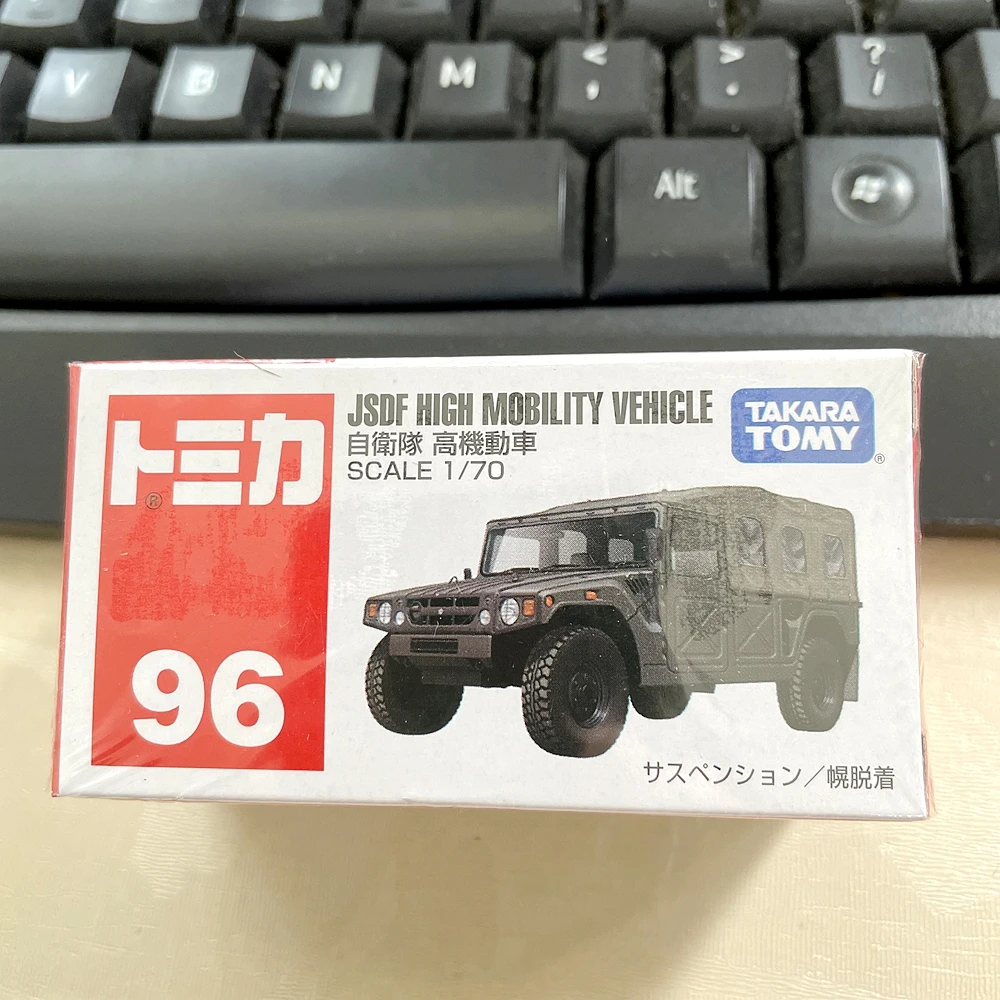 V B N M < , > . ? /
Alt
トミカ®
96
JSDF HIGH MOBILITY VEHICLE
自衛隊 高機動車
SCALE 1/70
TAKARA
TOMY®
サスペンション／幌脱着